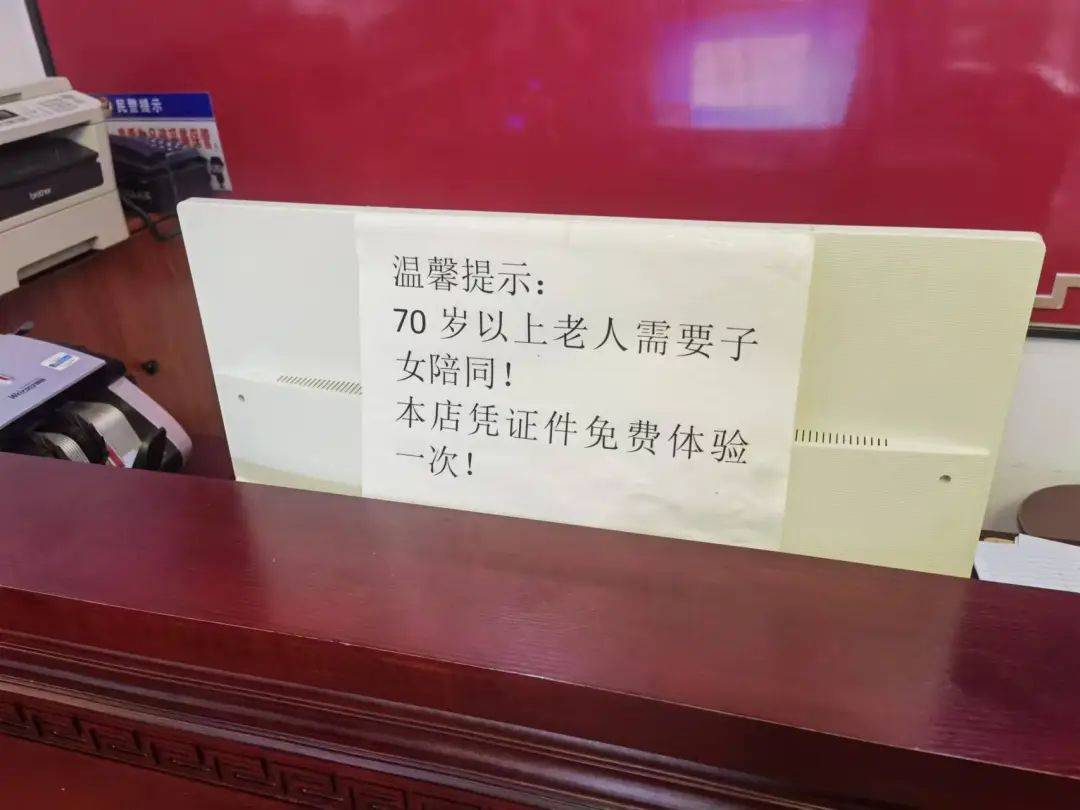 民警提示
brother
温馨提示：
70 岁以上老人需要子
女陪同！
本店凭证件免费体验
一次！